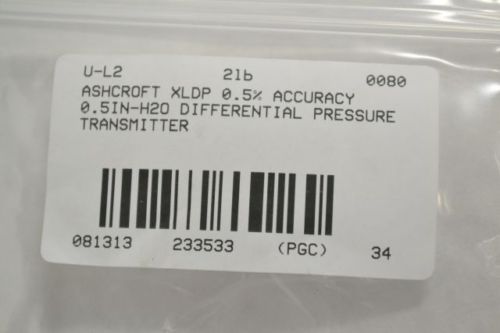 U-L2 21b 0080
ASHCROFT XLDP 0.5% ACCURACY
0.5IN-H2O DIFFERENTIAL PRESSURE
TRANSMITTER
081313 233533 (PGC) 34